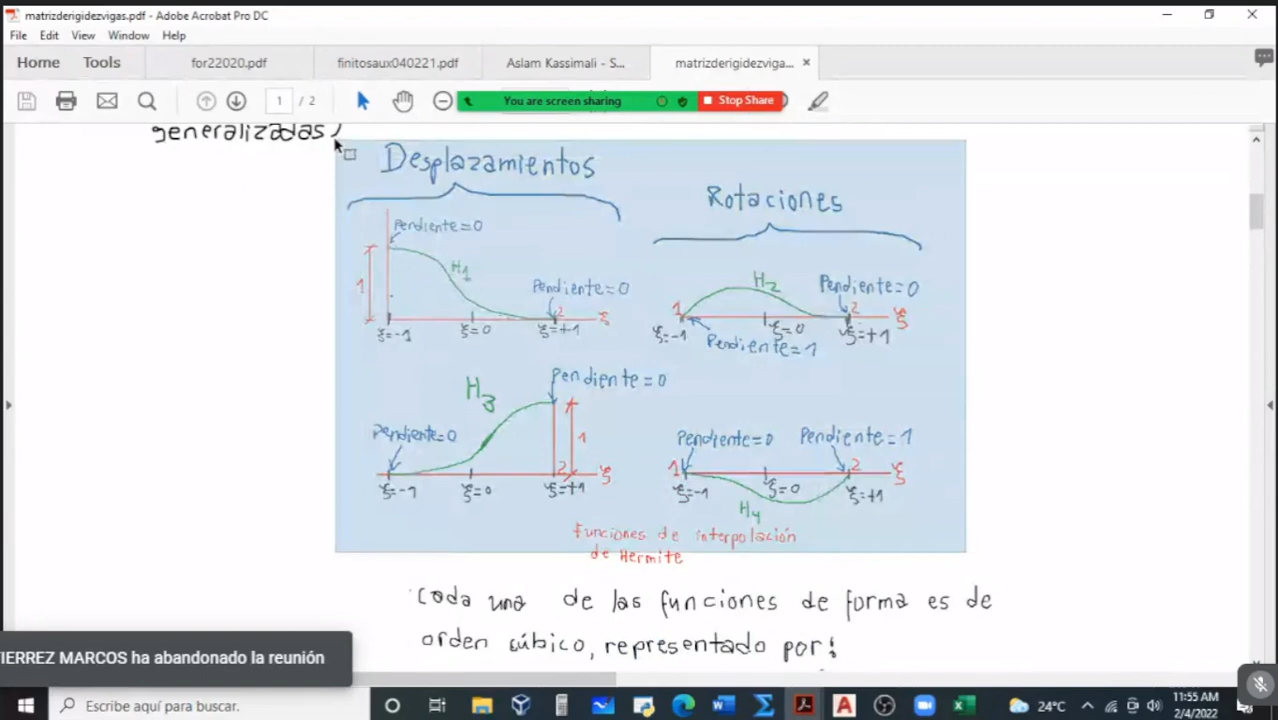 matrizderigidezvigas.pdf - Adobe Acrobat Pro DC
File Edit View Window Help
Home Tools for22020.pdf finitosaux040221.pdf Aslam Kassimali - S... matrizderigidezviga... ×
1 / 2 You are screen sharing Stop Share
generalizadas,
Desplazamientos
Rotaciones
Pendiente=0
H1
1
Pendiente=0
2
ξ
ξ=-1 ξ=0 ξ=+1
H2
Pendiente=0
1
2
ξ
ξ=-1 ξ=0 ξ=+1
Pendiente=1
H3
Pendiente=0
Pendiente=0
1
2
ξ
ξ=-1 ξ=0 ξ=+1
Pendiente=0 Pendiente=1
1
2
ξ
ξ=-1 ξ=0 ξ=+1
H4
Funciones de interpolación
de Hermite
Cada una de las funciones de forma es de
orden cúbico, representado por:
IERREZ MARCOS ha abandonado la reunión
Escribe aquí para buscar.
24°C
11:55 AM
2/4/2022